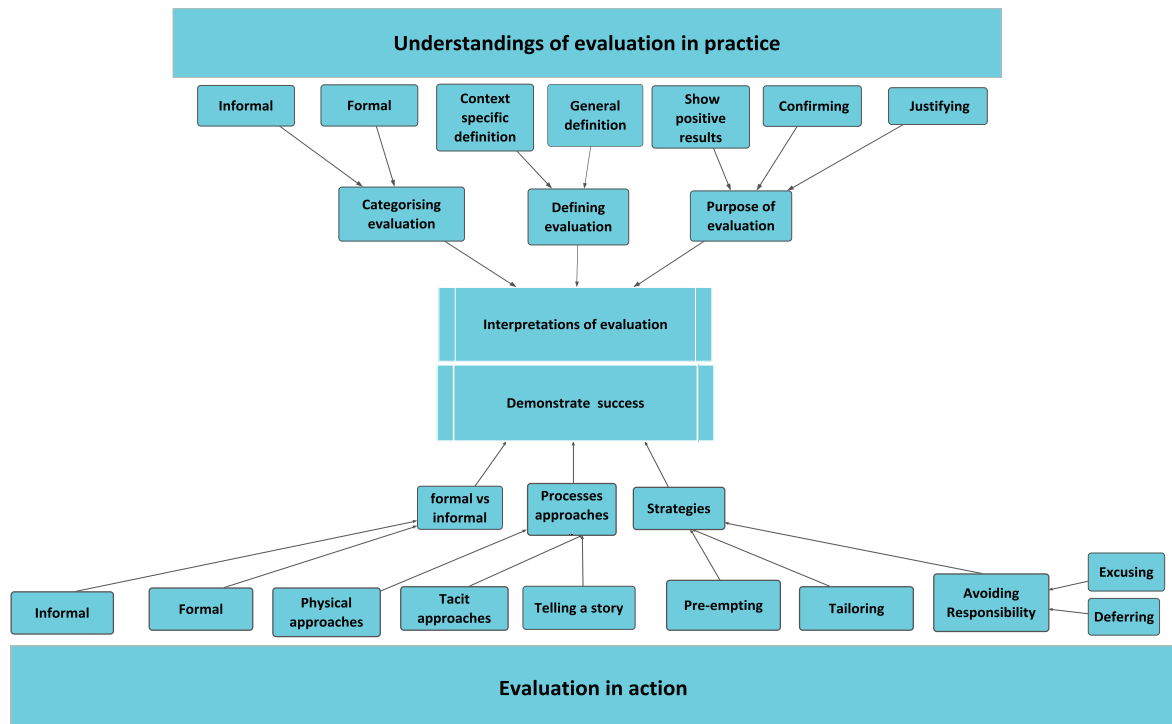 Understandings of evaluation in practice
Informal
Formal
Context
specific
definition
General
definition
Show
positive
results
Confirming
Justifying
Categorising
evaluation
Defining
evaluation
Purpose of
evaluation
Interpretations of evaluation
Demonstrate success
formal vs
informal
Processes
approaches
Strategies
Informal
Formal
Physical
approaches
Tacit
approaches
Telling a story
Pre-empting
Tailoring
Avoiding
Responsibility
Excusing
Deferring
Evaluation in action